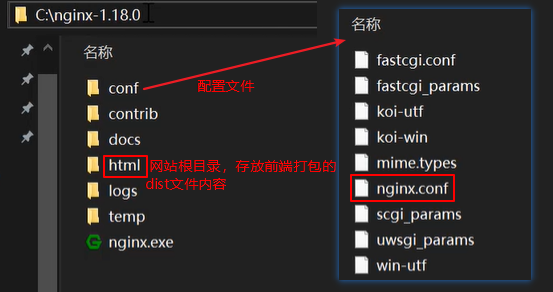 C:\nginx-1.18.0
名称
conf
contrib
docs
html
logs
temp
nginx.exe
配置文件
网站根目录，存放前端打包的
dist文件内容
名称
fastcgi.conf
fastcgi_params
koi-utf
koi-win
mime.types
nginx.conf
scgi_params
uwsgi_params
win-utf